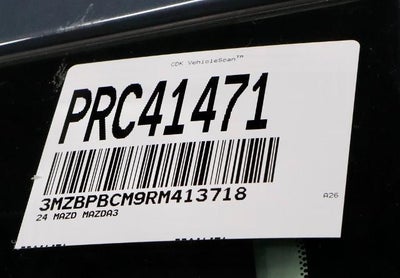 CDK VehicleScan™
PRC41471
3MZBPBCM9RM413718
24 MAZD MAZDA3
A26